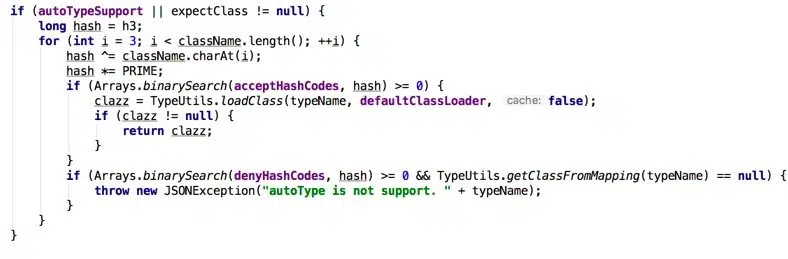 if (autoTypeSupport || expectClass != null) {
    long hash = h3;
    for (int i = 3; i < className.length(); ++i) {
        hash ^= className.charAt(i);
        hash *= PRIME;
        if (Arrays.binarySearch(acceptHashCodes, hash) >= 0) {
            clazz = TypeUtils.loadClass(typeName, defaultClassLoader, cache: false);
            if (clazz != null) {
                return clazz;
            }
        }
        if (Arrays.binarySearch(denyHashCodes, hash) >= 0 && TypeUtils.getClassFromMapping(typeName) == null) {
            throw new JSONException("autoType is not support. " + typeName);
        }
    }
}